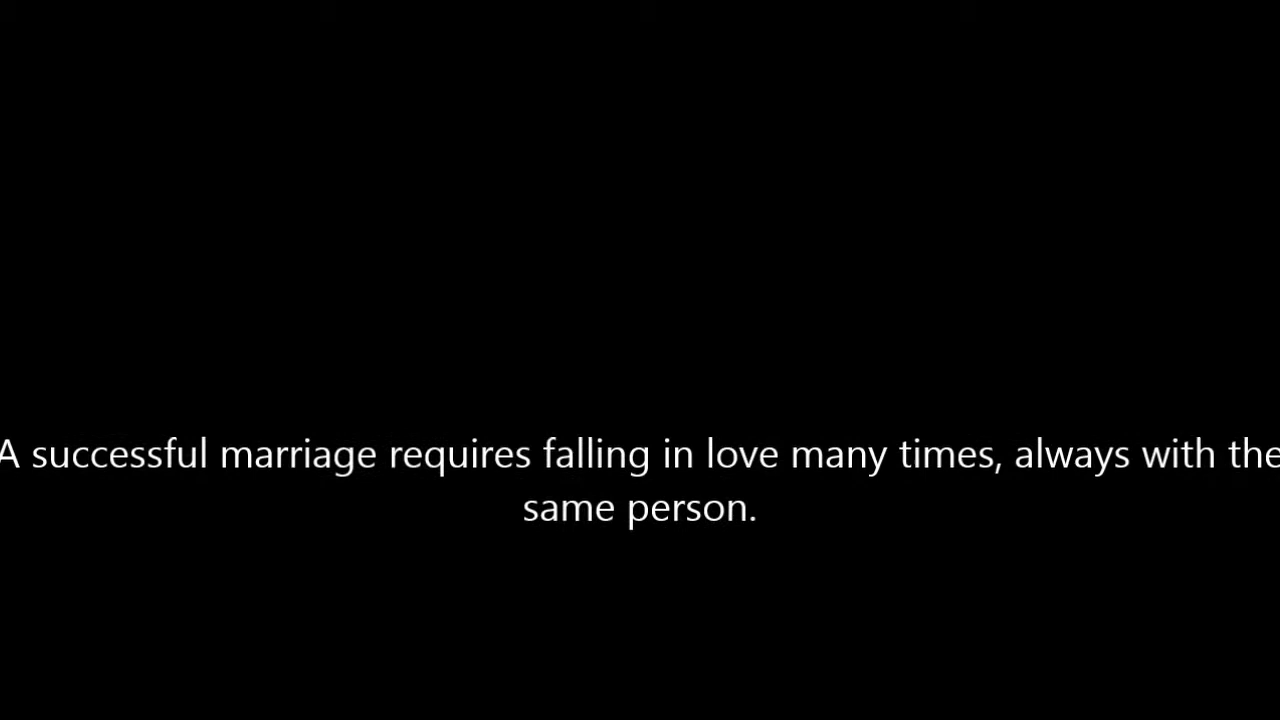 A successful marriage requires falling in love many times, always with the
same person.